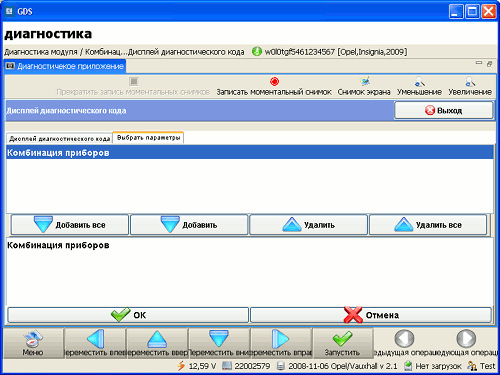 GDS
диагностика
Диагностика модуля / Комбинац...Дисплей диагностического кода w0l0tgf5461234567 [Opel,Insignia,2009]
Диагностичекое приложение
Прекратить запись моментальных снимков Записать моментальный снимок Снимок экрана Уменьшение Увеличение
Дисплей диагностического кода Выход
Дисплей диагностического кода Выбрать параметры
Комбинация приборов
Добавить все Добавить Удалить Удалить все
Комбинация приборов
OK Отмена
Меню переместить влев переместить ввер Переместить вни переместить вправ Запустить едыдущая операц едующая операц
12,59 V 22002579 2008-11-06 Opel/Vauxhall v 2.1 Нет загрузок Test